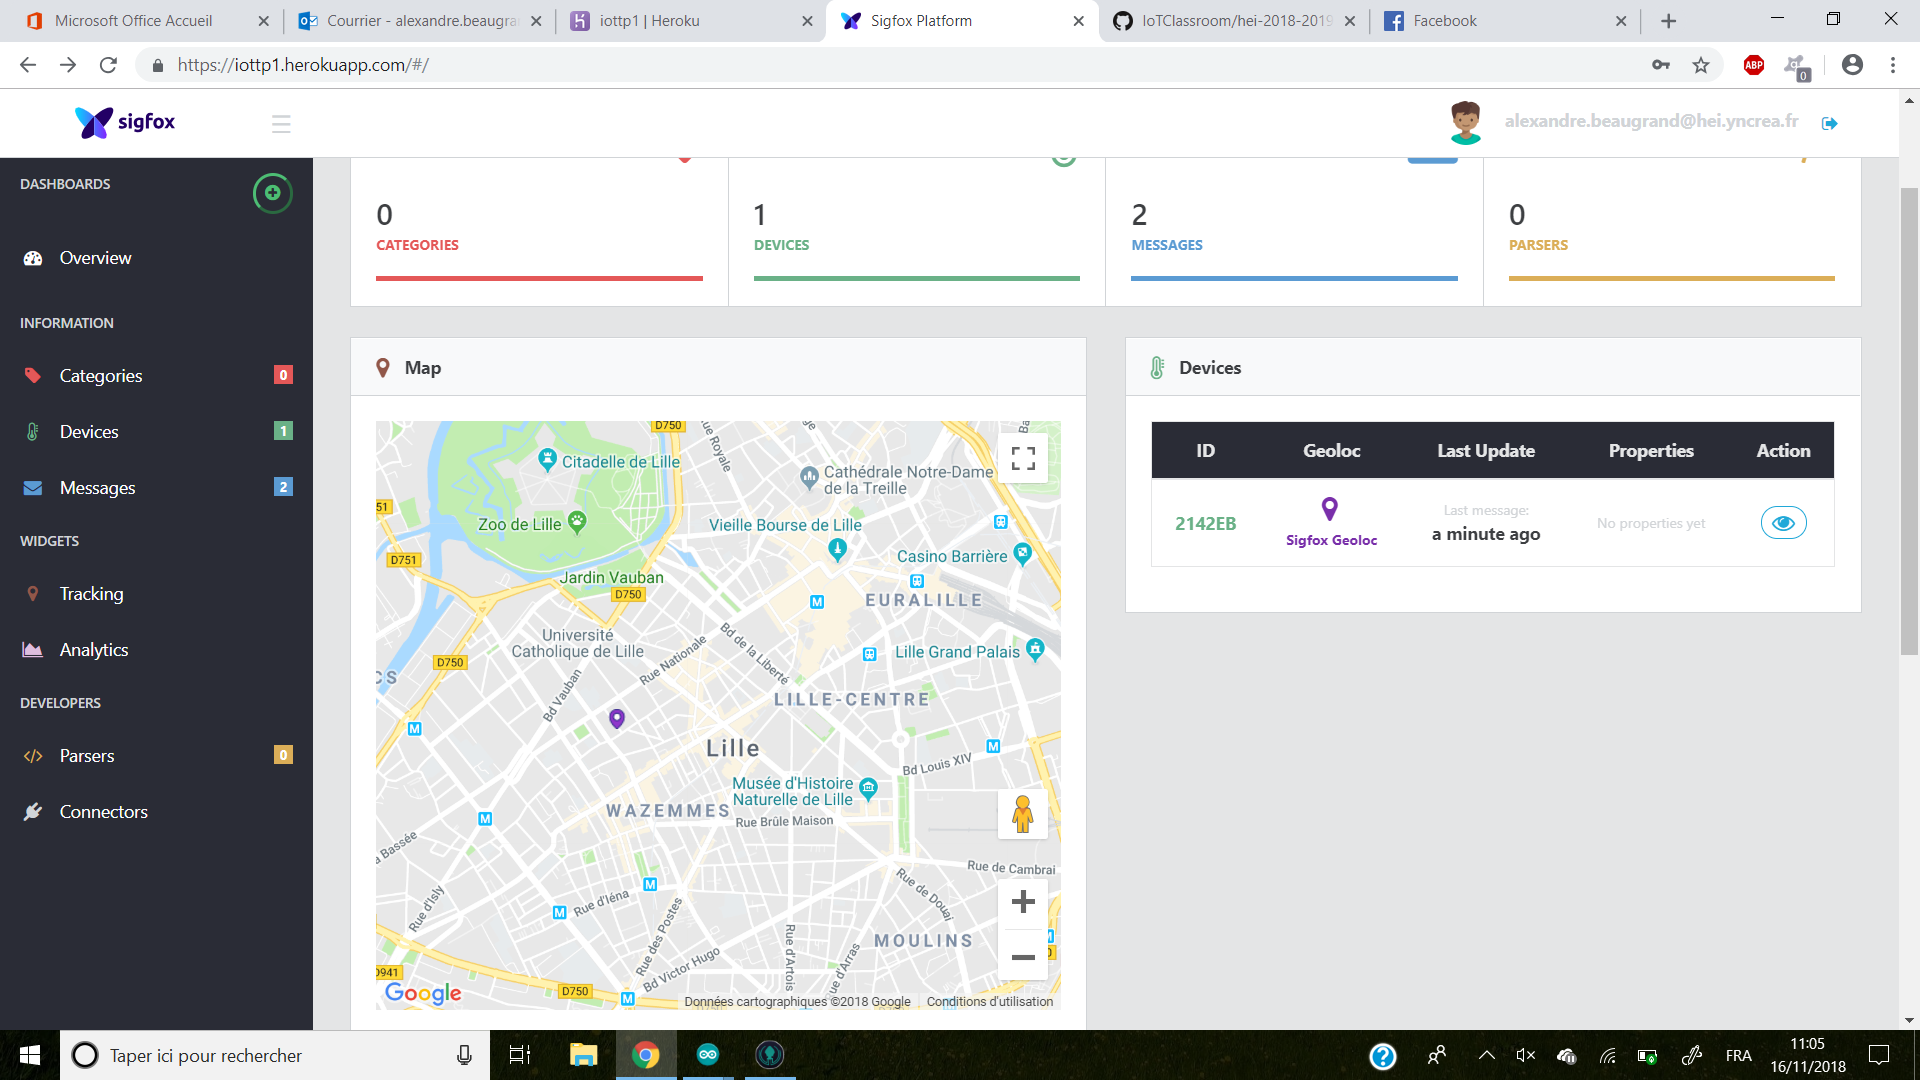 Microsoft Office Accueil
Courrier - alexandre.beaugra
iottp1 | Heroku
Sigfox Platform
IoTClassroom/hei-2018-2019
Facebook
https://iottp1.herokuapp.com/#/
ABP
0
sigfox
alexandre.beaugrand@hei.yncrea.fr
DASHBOARDS
Overview
INFORMATION
Categories 0
Devices 1
Messages 2
WIDGETS
Tracking
Analytics
DEVELOPERS
Parsers 0
Connectors
0
CATEGORIES
1
DEVICES
2
MESSAGES
0
PARSERS
Map
D750
ue Royale
Citadelle de Lille
Cathédrale Notre-Dame
de la Treille
51
Zoo de Lille
Vieille Bourse de Lille
D751
Casino Barrière
Jardin Vauban
D750
EURALILLE
M
Université
Catholique de Lille
Bd de la Liberté
Rue Nationale
Lille Grand Palais
D750
CS
Bd Vauban
LILLE-CENTRE
M
M
Lille
Bd Louis XIV
Musée d'Histoire
Naturelle de Lille
WAZEMMES
M
Rue Brûle Maison
a Bassée
Rue de Cambrai
M
Rue d'Iéna
M
Rue d'Isly
Rue des Postes
Rue de Douai
MOULINS
Rue d'Artois
Rue d'Arras
Bd Victor Hugo
D941
Google
D750
M
Données cartographiques ©2018 Google
Conditions d'utilisation
Devices
ID Geoloc Last Update Properties Action
2142EB
Sigfox Geoloc
Last message:
a minute ago
No properties yet
Taper ici pour rechercher
FRA
11:05
16/11/2018